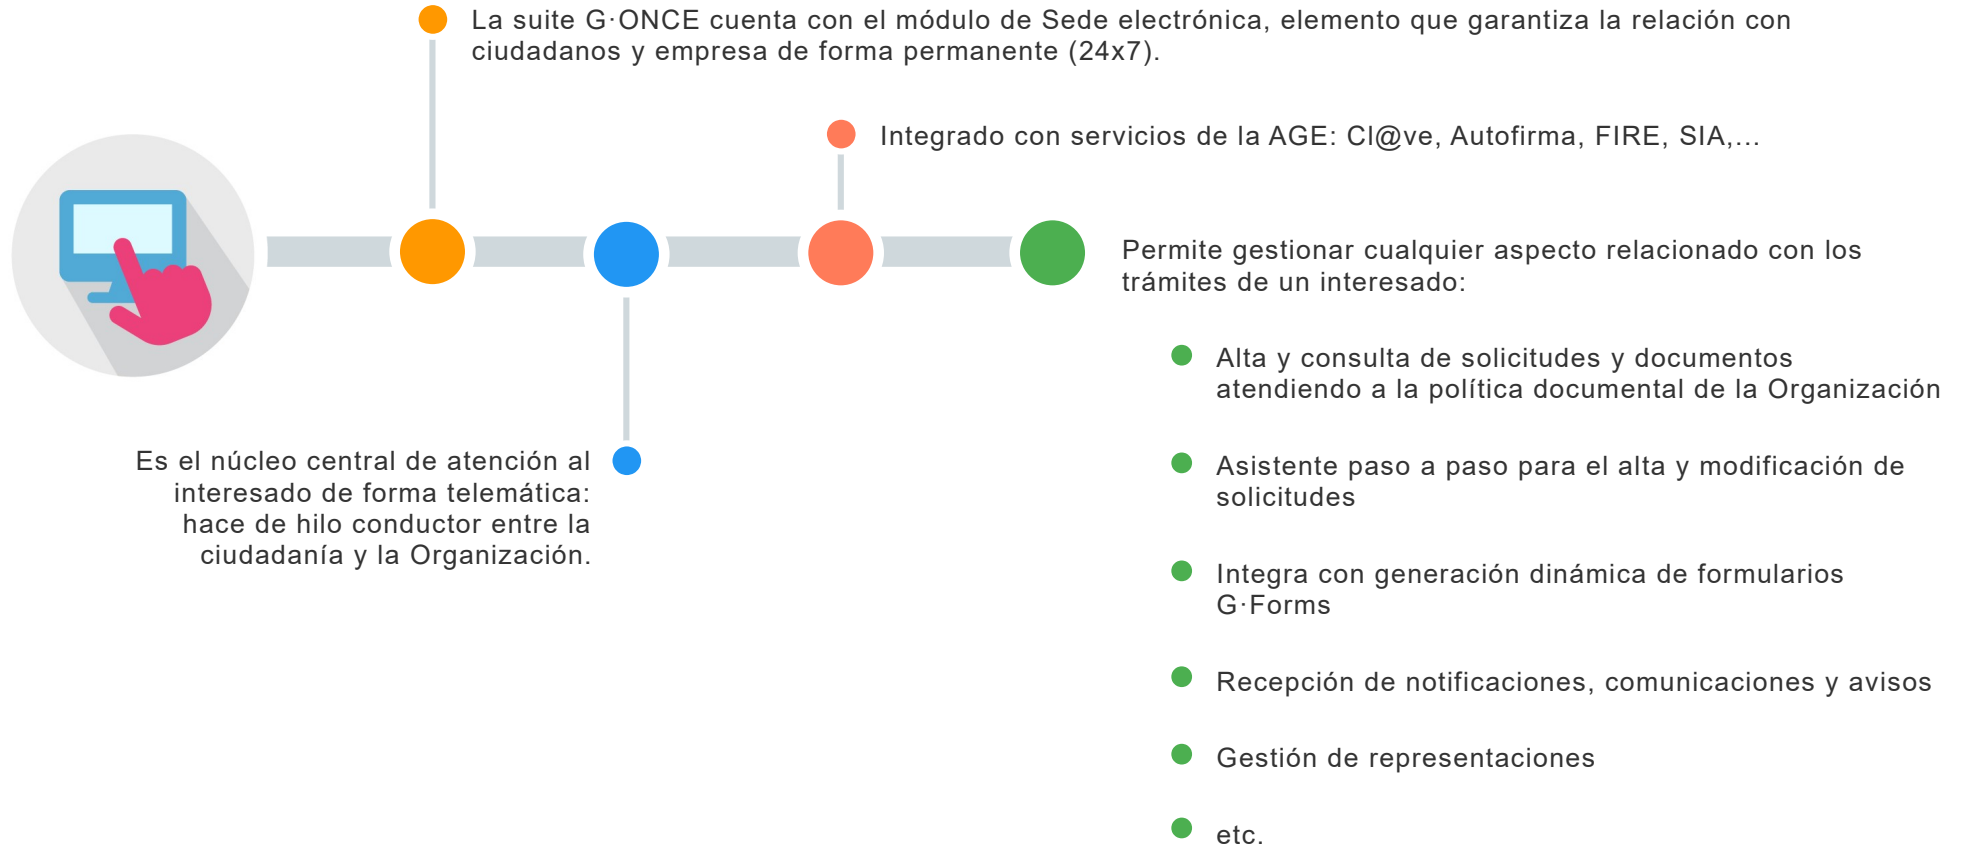 La suite G·ONCE cuenta con el módulo de Sede electrónica, elemento que garantiza la relación con
ciudadanos y empresa de forma permanente (24x7).
Integrado con servicios de la AGE: Cl@ve, Autofirma, FIRE, SIA,...
Es el núcleo central de atención al
interesado de forma telemática:
hace de hilo conductor entre la
ciudadanía y la Organización.
Permite gestionar cualquier aspecto relacionado con los
trámites de un interesado:
Alta y consulta de solicitudes y documentos
atendiendo a la política documental de la Organización
Asistente paso a paso para el alta y modificación de
solicitudes
Integra con generación dinámica de formularios
G·Forms
Recepción de notificaciones, comunicaciones y avisos
Gestión de representaciones
etc.